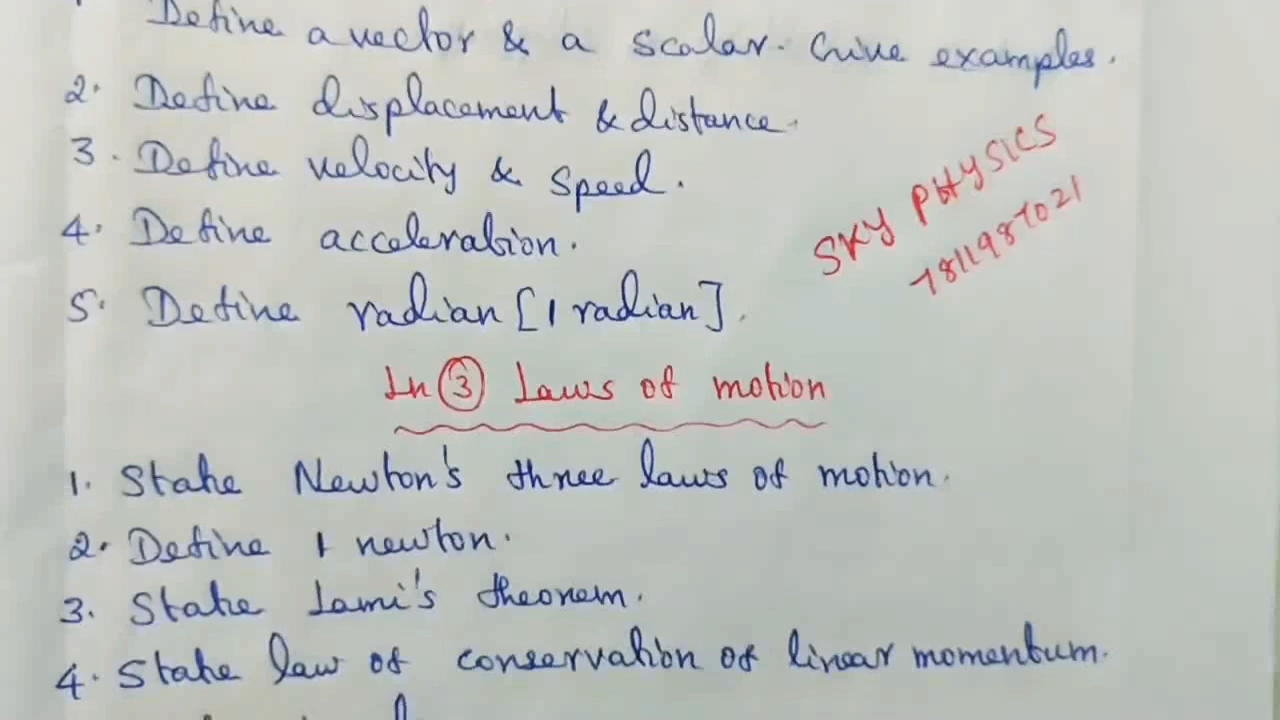 Define a vector & a scalar. Give examples.
2. Define displacement & distance.
3. Define velocity & speed.
4. Define acceleration.
5. Define radian [1 radian].
SKY PHYSICS
7811987021
Ln ③ Laws of motion
1. State Newton's three laws of motion.
2. Define 1 newton.
3. State Lami's theorem.
4. State law of conservation of linear momentum.